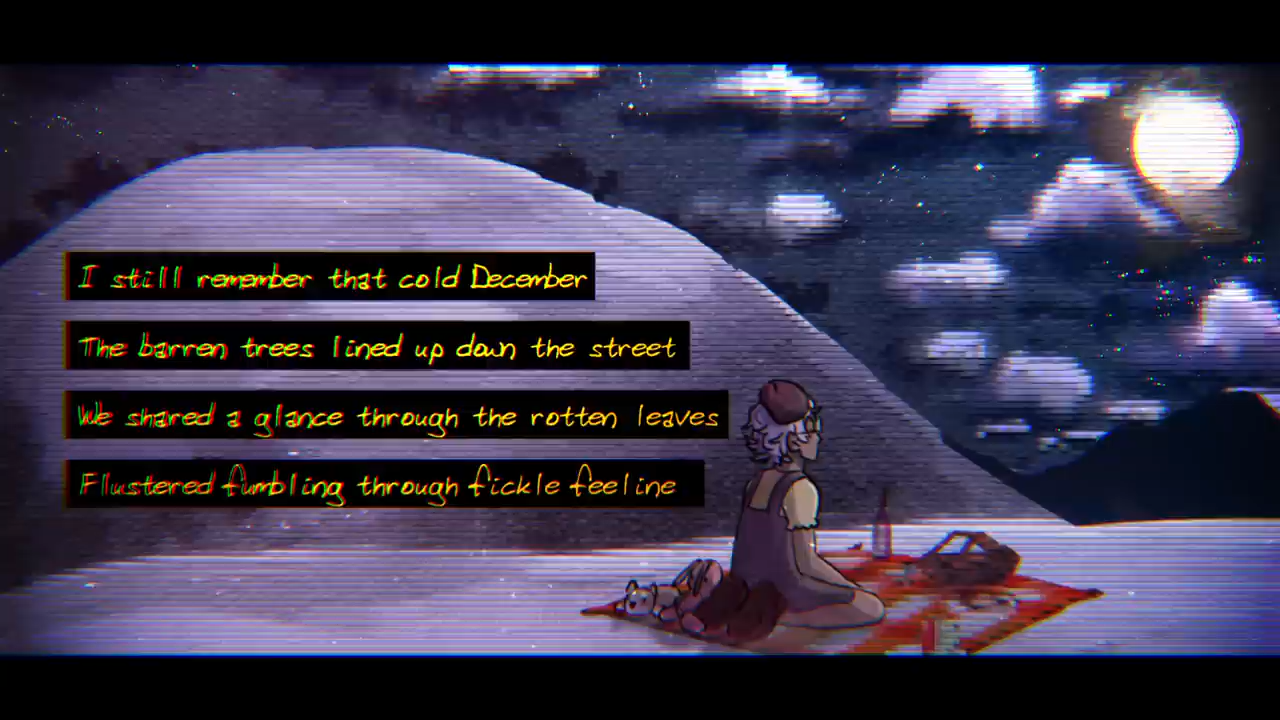 I still remember that cold December
The barren trees lined up down the street
We shared a glance through the rotten leaves
Flustered fumbling through fickle feeline